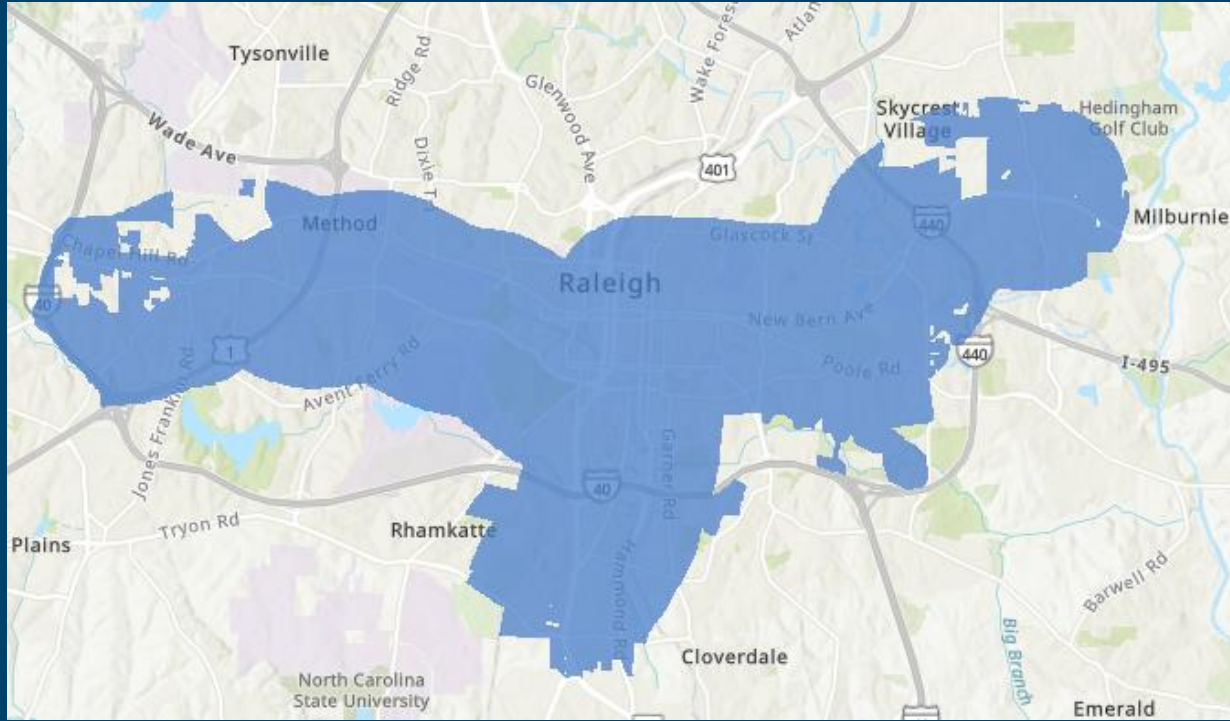 Tysonville
Ridge Rd
Glenwood Ave
Wake Fores
Atlan
Wade Ave
Dixie T
401
Skycrest
Village
Hedingham
Golf Club
Method
Glascock St
440
Milburnie
Chapel Hill Rd
40
Raleigh
New Bern Ave
1
Poole Rd
440
I-495
Avent Ferry Rd
Jones Franklin Rd
Garner Rd
40
Tryon Rd
Plains
Rhamkatte
Hammond Rd
Barwell Rd
Big Branch
Cloverdale
North Carolina
State University
Emerald